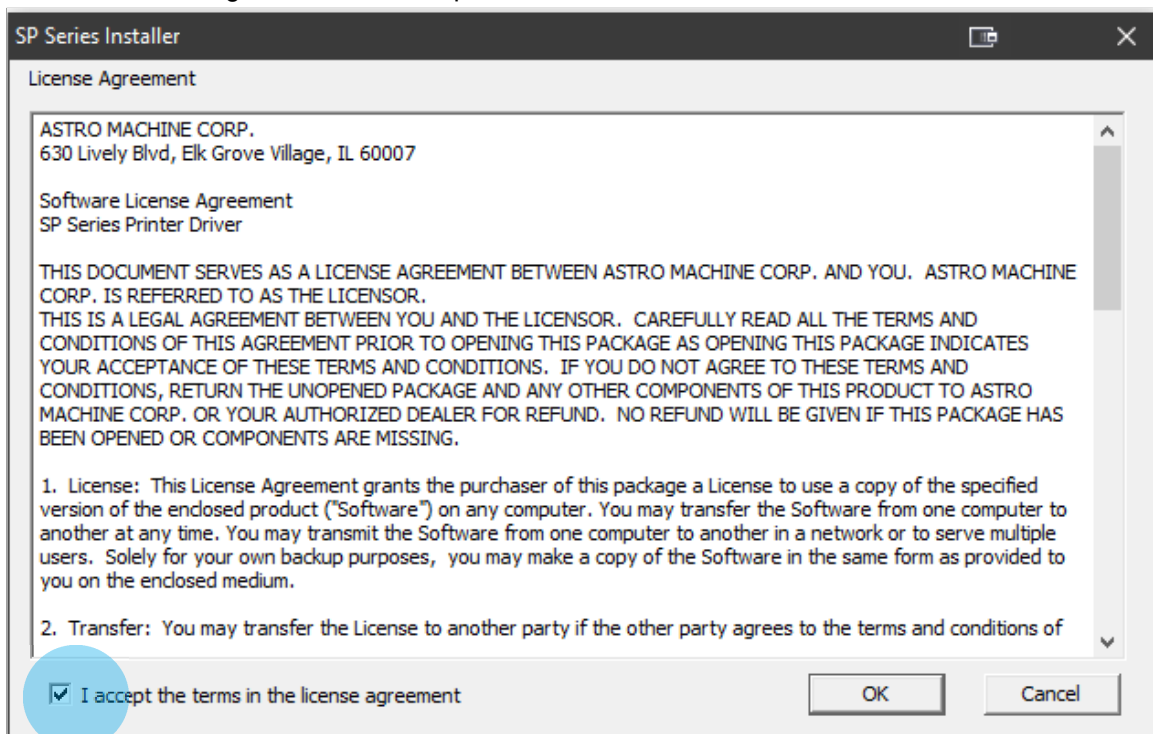 SP Series Installer
License Agreement
ASTRO MACHINE CORP.
630 Lively Blvd, Elk Grove Village, IL 60007
Software License Agreement
SP Series Printer Driver
THIS DOCUMENT SERVES AS A LICENSE AGREEMENT BETWEEN ASTRO MACHINE CORP. AND YOU.  ASTRO MACHINE
CORP. IS REFERRED TO AS THE LICENSOR.
THIS IS A LEGAL AGREEMENT BETWEEN YOU AND THE LICENSOR.  CAREFULLY READ ALL THE TERMS AND
CONDITIONS OF THIS AGREEMENT PRIOR TO OPENING THIS PACKAGE AS OPENING THIS PACKAGE INDICATES
YOUR ACCEPTANCE OF THESE TERMS AND CONDITIONS.  IF YOU DO NOT AGREE TO THESE TERMS AND
CONDITIONS, RETURN THE UNOPENED PACKAGE AND ANY OTHER COMPONENTS OF THIS PRODUCT TO ASTRO
MACHINE CORP. OR YOUR AUTHORIZED DEALER FOR REFUND.  NO REFUND WILL BE GIVEN IF THIS PACKAGE HAS
BEEN OPENED OR COMPONENTS ARE MISSING.
1.  License:  This License Agreement grants the purchaser of this package a License to use a copy of the specified
version of the enclosed product ("Software") on any computer. You may transfer the Software from one computer to
another at any time. You may transmit the Software from one computer to another in a network or to serve multiple
users.  Solely for your own backup purposes,  you may make a copy of the Software in the same form as provided to
you on the enclosed medium.
2.  Transfer:  You may transfer the License to another party if the other party agrees to the terms and conditions of
I accept the terms in the license agreement
OK
Cancel